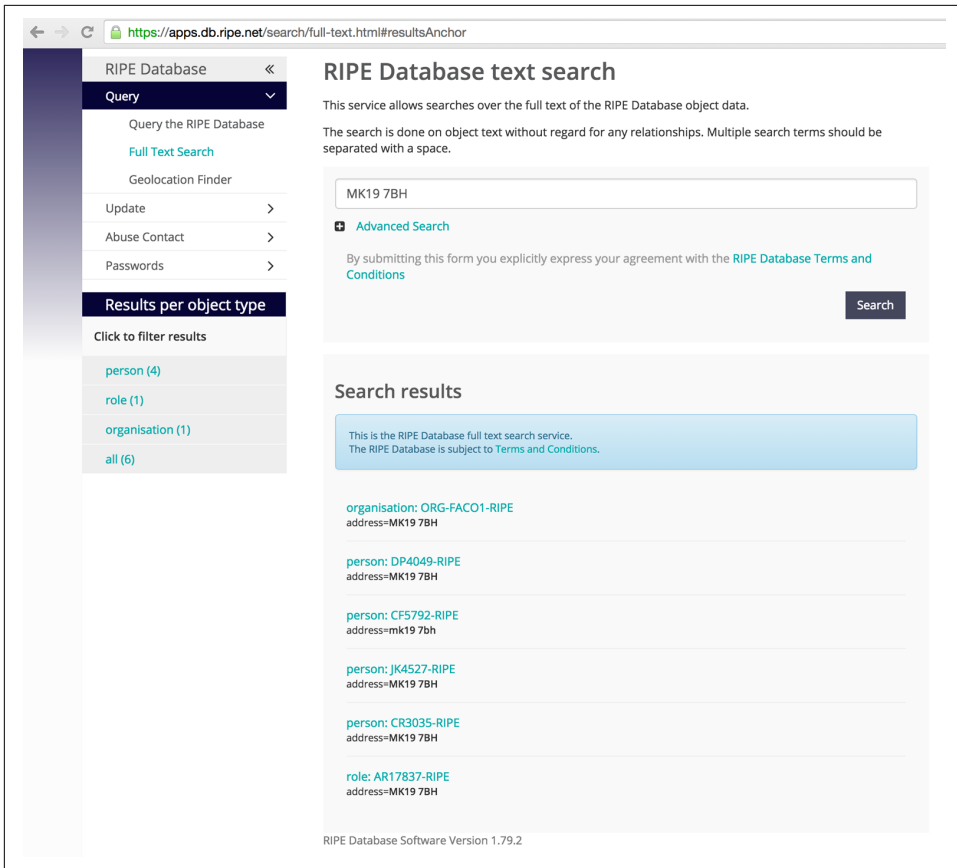 https://apps.db.ripe.net/search/full-text.html#resultsAnchor
RIPE Database
Query
Query the RIPE Database
Full Text Search
Geolocation Finder
Update
Abuse Contact
Passwords
Results per object type
Click to filter results
person (4)
role (1)
organisation (1)
all (6)
RIPE Database text search
This service allows searches over the full text of the RIPE Database object data.
The search is done on object text without regard for any relationships. Multiple search terms should be
separated with a space.
MK19 7BH
Advanced Search
By submitting this form you explicitly express your agreement with the RIPE Database Terms and
Conditions
Search
Search results
This is the RIPE Database full text search service.
The RIPE Database is subject to Terms and Conditions.
organisation: ORG-FACO1-RIPE
address=MK19 7BH
person: DP4049-RIPE
address=MK19 7BH
person: CF5792-RIPE
address=mk19 7bh
person: JK4527-RIPE
address=MK19 7BH
person: CR3035-RIPE
address=MK19 7BH
role: AR17837-RIPE
address=MK19 7BH
RIPE Database Software Version 1.79.2